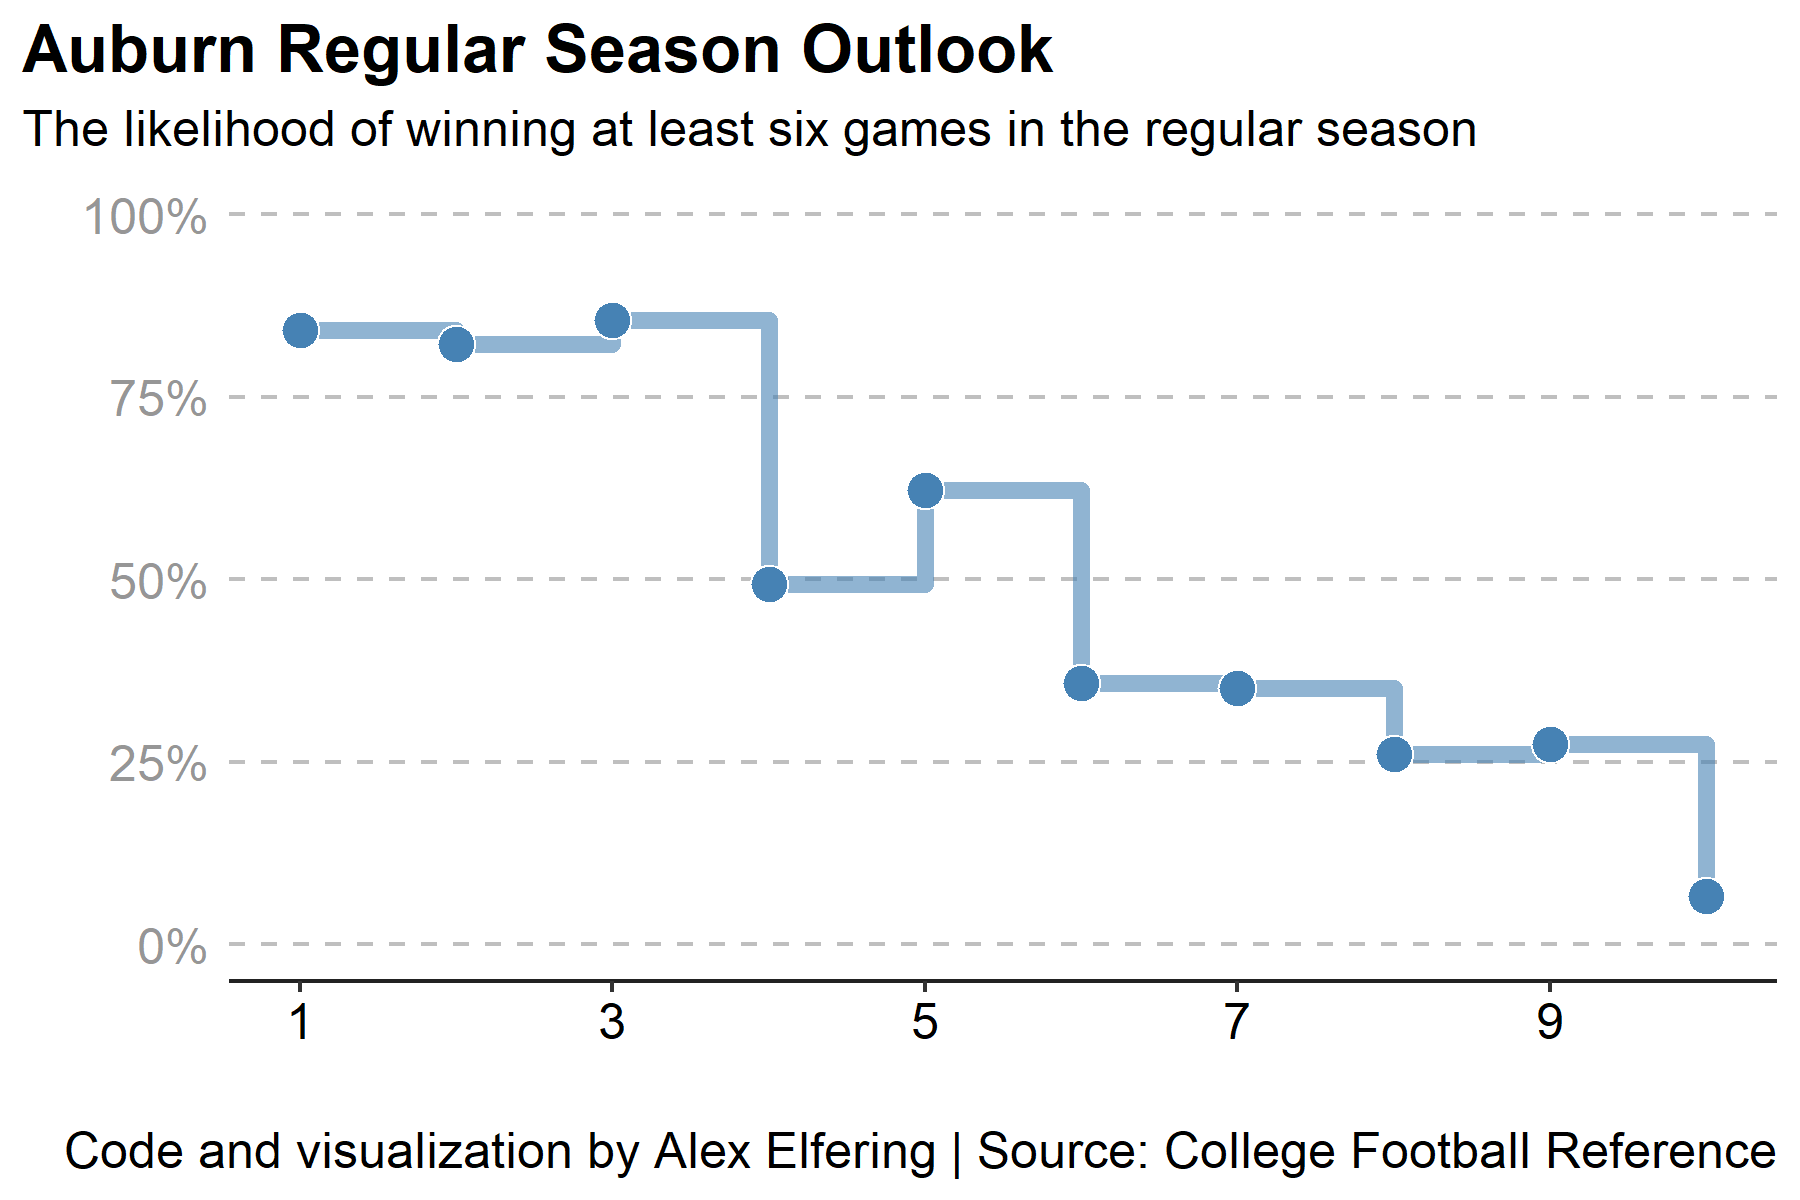 Auburn Regular Season Outlook
The likelihood of winning at least six games in the regular season
100%
75%
50%
25%
0%
1 3 5 7 9
Code and visualization by Alex Elfering | Source: College Football Reference